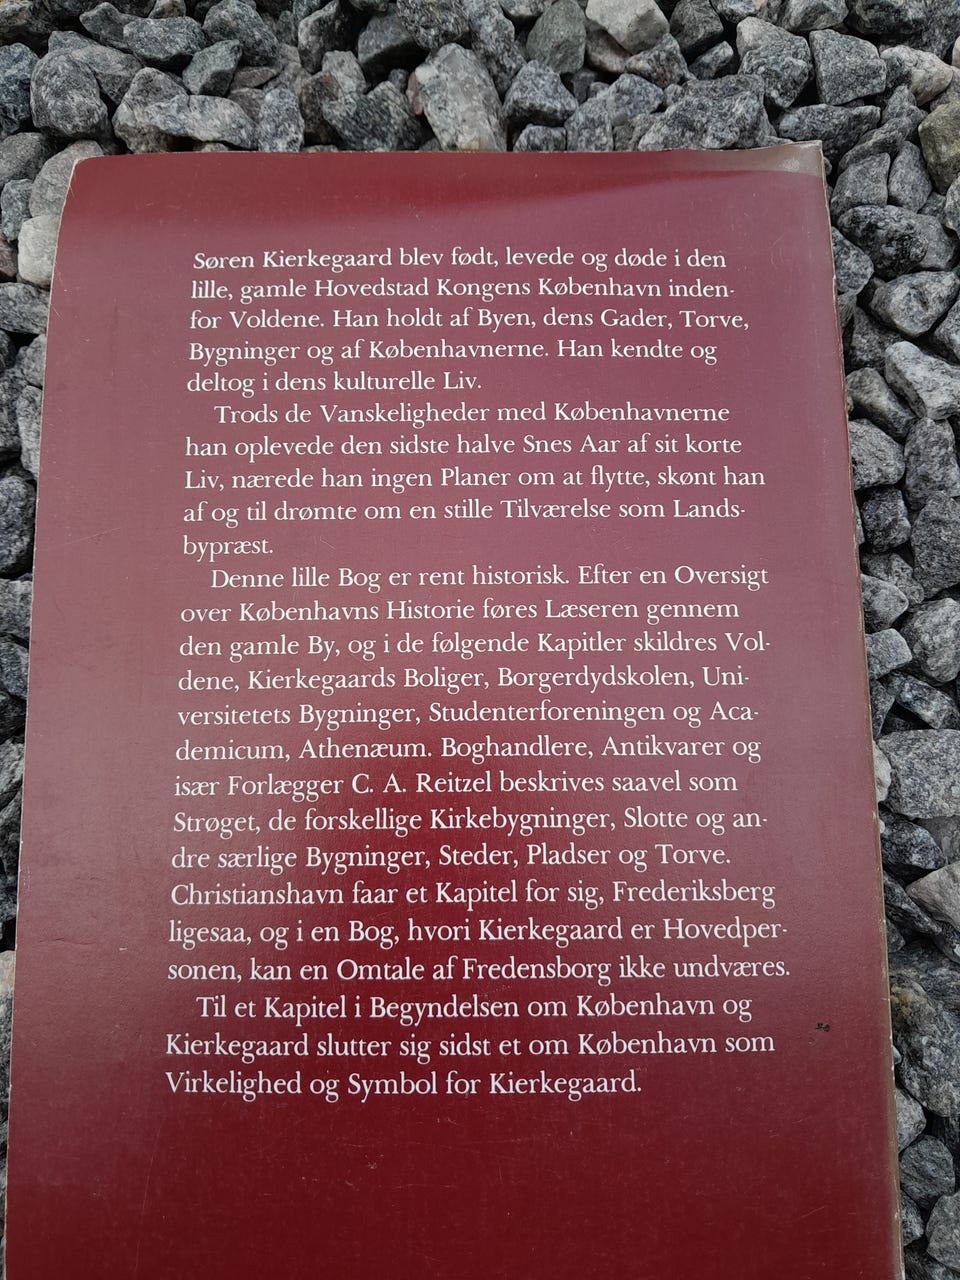 Søren Kierkegaard blev født, levede og døde i den
lille, gamle Hovedstad Kongens København inden-
for Voldene. Han holdt af Byen, dens Gader, Torve,
Bygninger og af Københavnerne. Han kendte og
deltog i dens kulturelle Liv.
Trods de Vanskeligheder med Københavnerne
han oplevede den sidste halve Snes Aar af sit korte
Liv, nærede han ingen Planer om at flytte, skønt han
af og til drømte om en stille Tilværelse som Lands-
bypræst.
Denne lille Bog er rent historisk. Efter en Oversigt
over Københavns Historie føres Læseren gennem
den gamle By, og i de følgende Kapitler skildres Vol-
dene, Kierkegaards Boliger, Borgerdydskolen, Uni-
versitetets Bygninger, Studenterforeningen og Aca-
demicum, Athenæum. Boghandlere, Antikvarer og
især Forlægger C. A. Reitzel beskrives saavel som
Strøget, de forskellige Kirkebygninger, Slotte og an-
dre særlige Bygninger, Steder, Pladser og Torve.
Christianshavn faar et Kapitel for sig, Frederiksberg
ligesaa, og i en Bog, hvori Kierkegaard er Hovedper-
sonen, kan en Omtale af Fredensborg ikke undværes.
Til et Kapitel i Begyndelsen om København og
Kierkegaard slutter sig sidst et om København som
Virkelighed og Symbol for Kierkegaard.